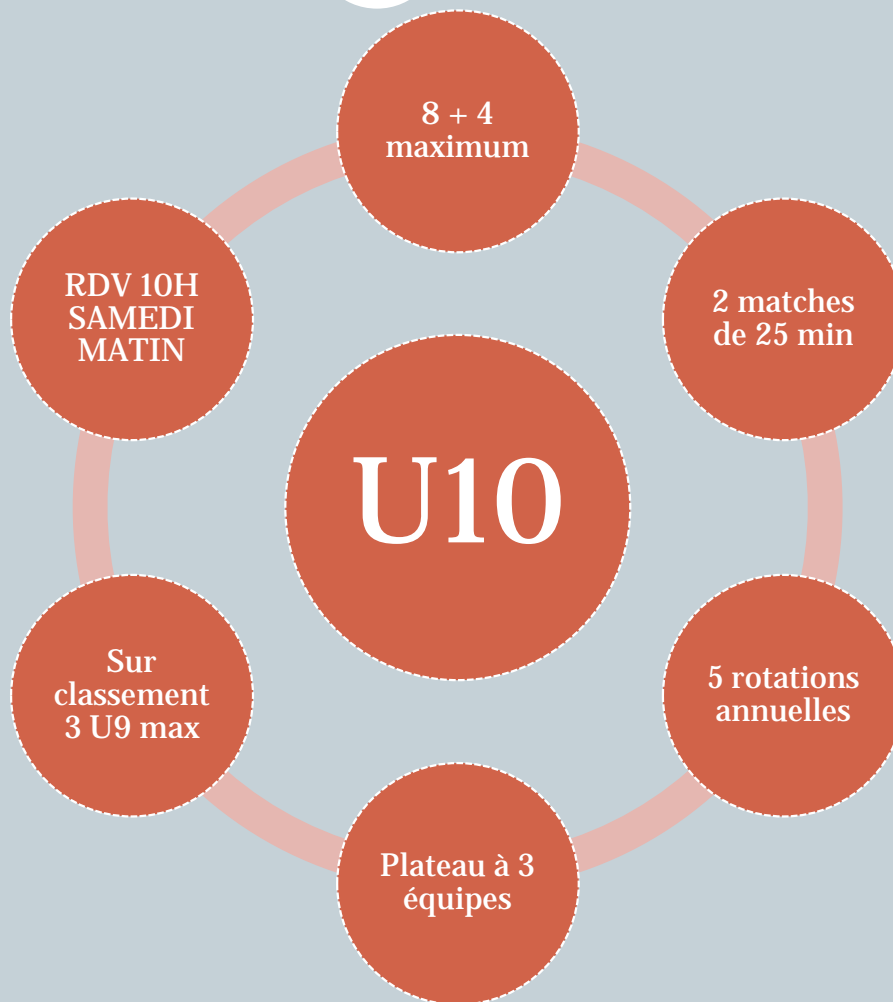 8 + 4
maximum
RDV 10H
SAMEDI
MATIN
2 matches
de 25 min
U10
Sur
classement
3 U9 max
5 rotations
annuelles
Plateau à 3
équipes